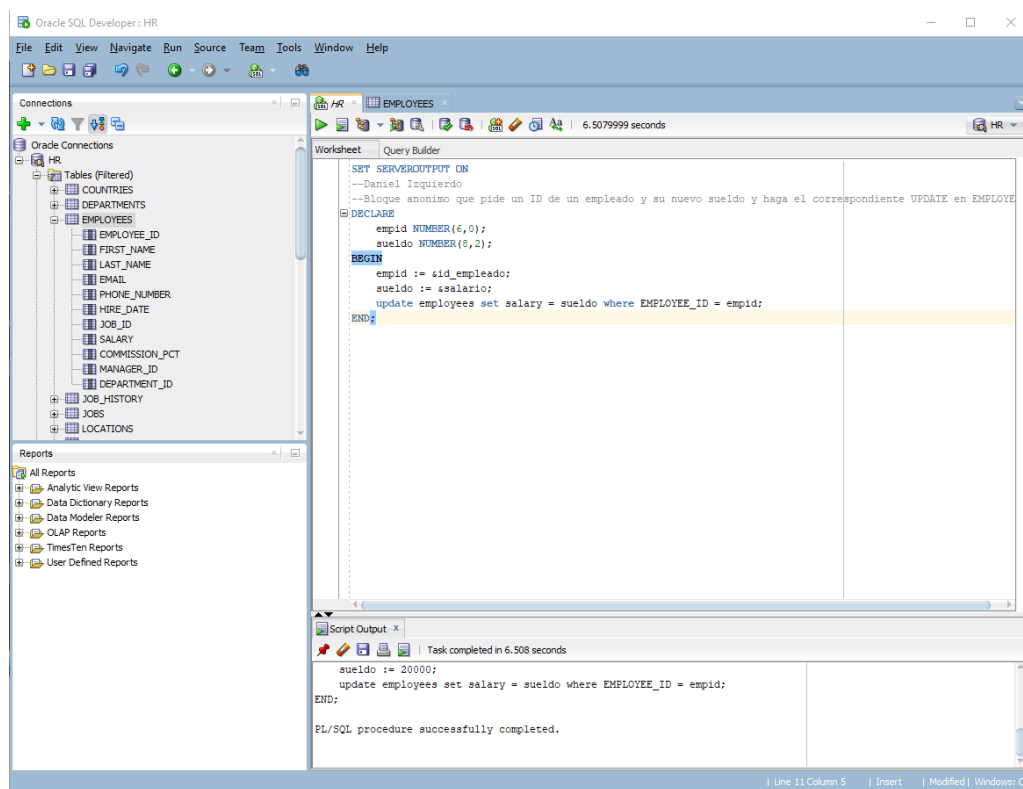 Oracle SQL Developer : HR
File Edit View Navigate Run Source Team Tools Window Help
Connections
Oracle Connections
HR
Tables (Filtered)
COUNTRIES
DEPARTMENTS
EMPLOYEES
EMPLOYEE_ID
FIRST_NAME
LAST_NAME
EMAIL
PHONE_NUMBER
HIRE_DATE
JOB_ID
SALARY
COMMISSION_PCT
MANAGER_ID
DEPARTMENT_ID
JOB_HISTORY
JOBS
LOCATIONS
Reports
All Reports
Analytic View Reports
Data Dictionary Reports
Data Modeler Reports
OLAP Reports
TimesTen Reports
User Defined Reports
HR EMPLOYEES
6.5079999 seconds HR
Worksheet Query Builder
SET SERVEROUTPUT ON
--Daniel Izquierdo
--Bloque anonimo que pide un ID de un empleado y su nuevo sueldo y haga el correspondiente UPDATE en EMPLOYE
DECLARE
empid NUMBER(6,0);
sueldo NUMBER(8,2);
BEGIN
empid := &id_empleado;
sueldo := &salario;
update employees set salary = sueldo where EMPLOYEE_ID = empid;
END;
Script Output
Task completed in 6.508 seconds
sueldo := 20000;
update employees set salary = sueldo where EMPLOYEE_ID = empid;
END;
PL/SQL procedure successfully completed.
| Line 11 Column 5 | Insert | Modified | Windows: C